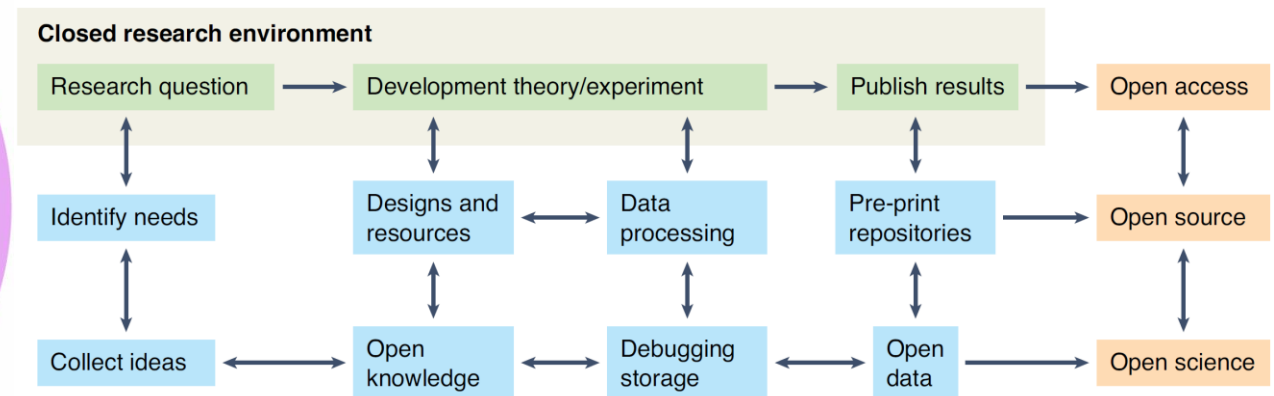 Closed research environment
Research question
Development theory/experiment
Publish results
Open access
Identify needs
Designs and
resources
Data
processing
Pre-print
repositories
Open source
Collect ideas
Open
knowledge
Debugging
storage
Open
data
Open science